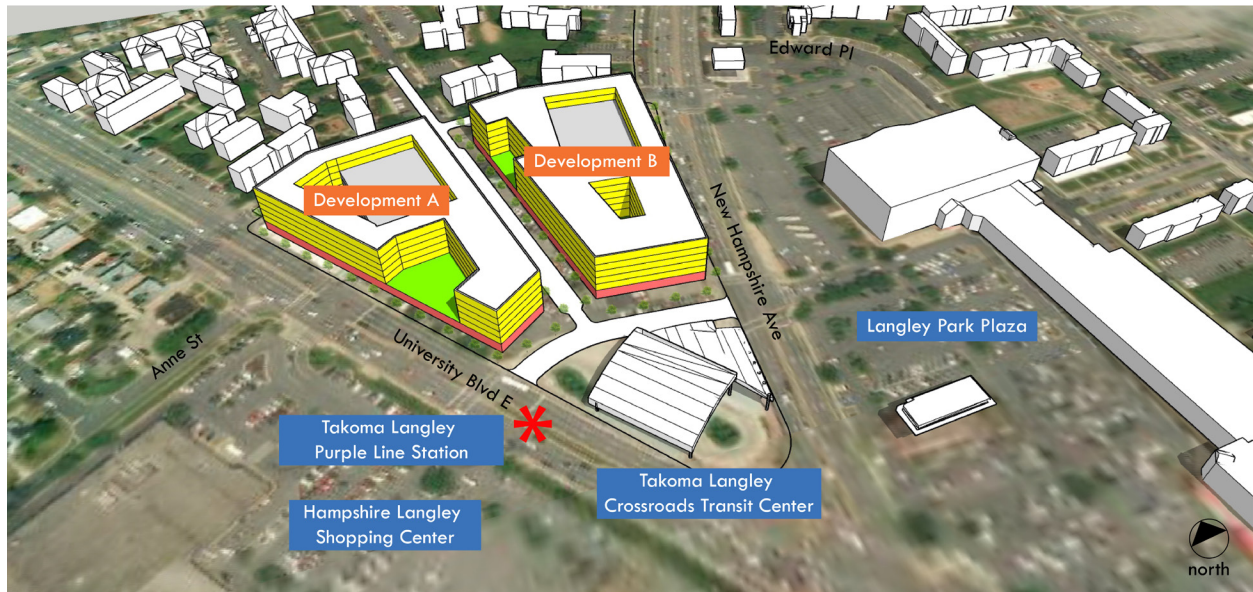 Edward Pl
Development B
Development A
New Hampshire Ave
Langley Park Plaza
Anne St
University Blvd E
Takoma Langley
Purple Line Station
Takoma Langley
Crossroads Transit Center
Hampshire Langley
Shopping Center
north